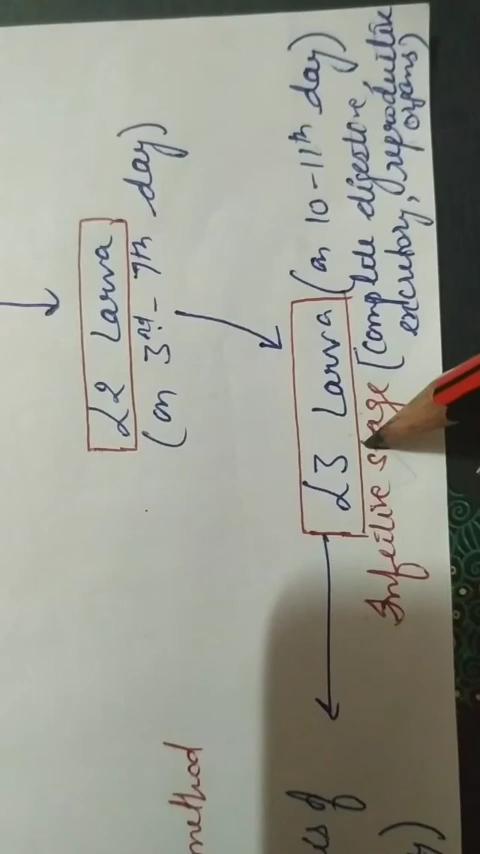 L2 Larva
(on 3rd - 7th day)
L3 Larva (on 10-11th day)
Infective stage [complete digestive,
excretory, reproductive
organs)
method
is of
y)